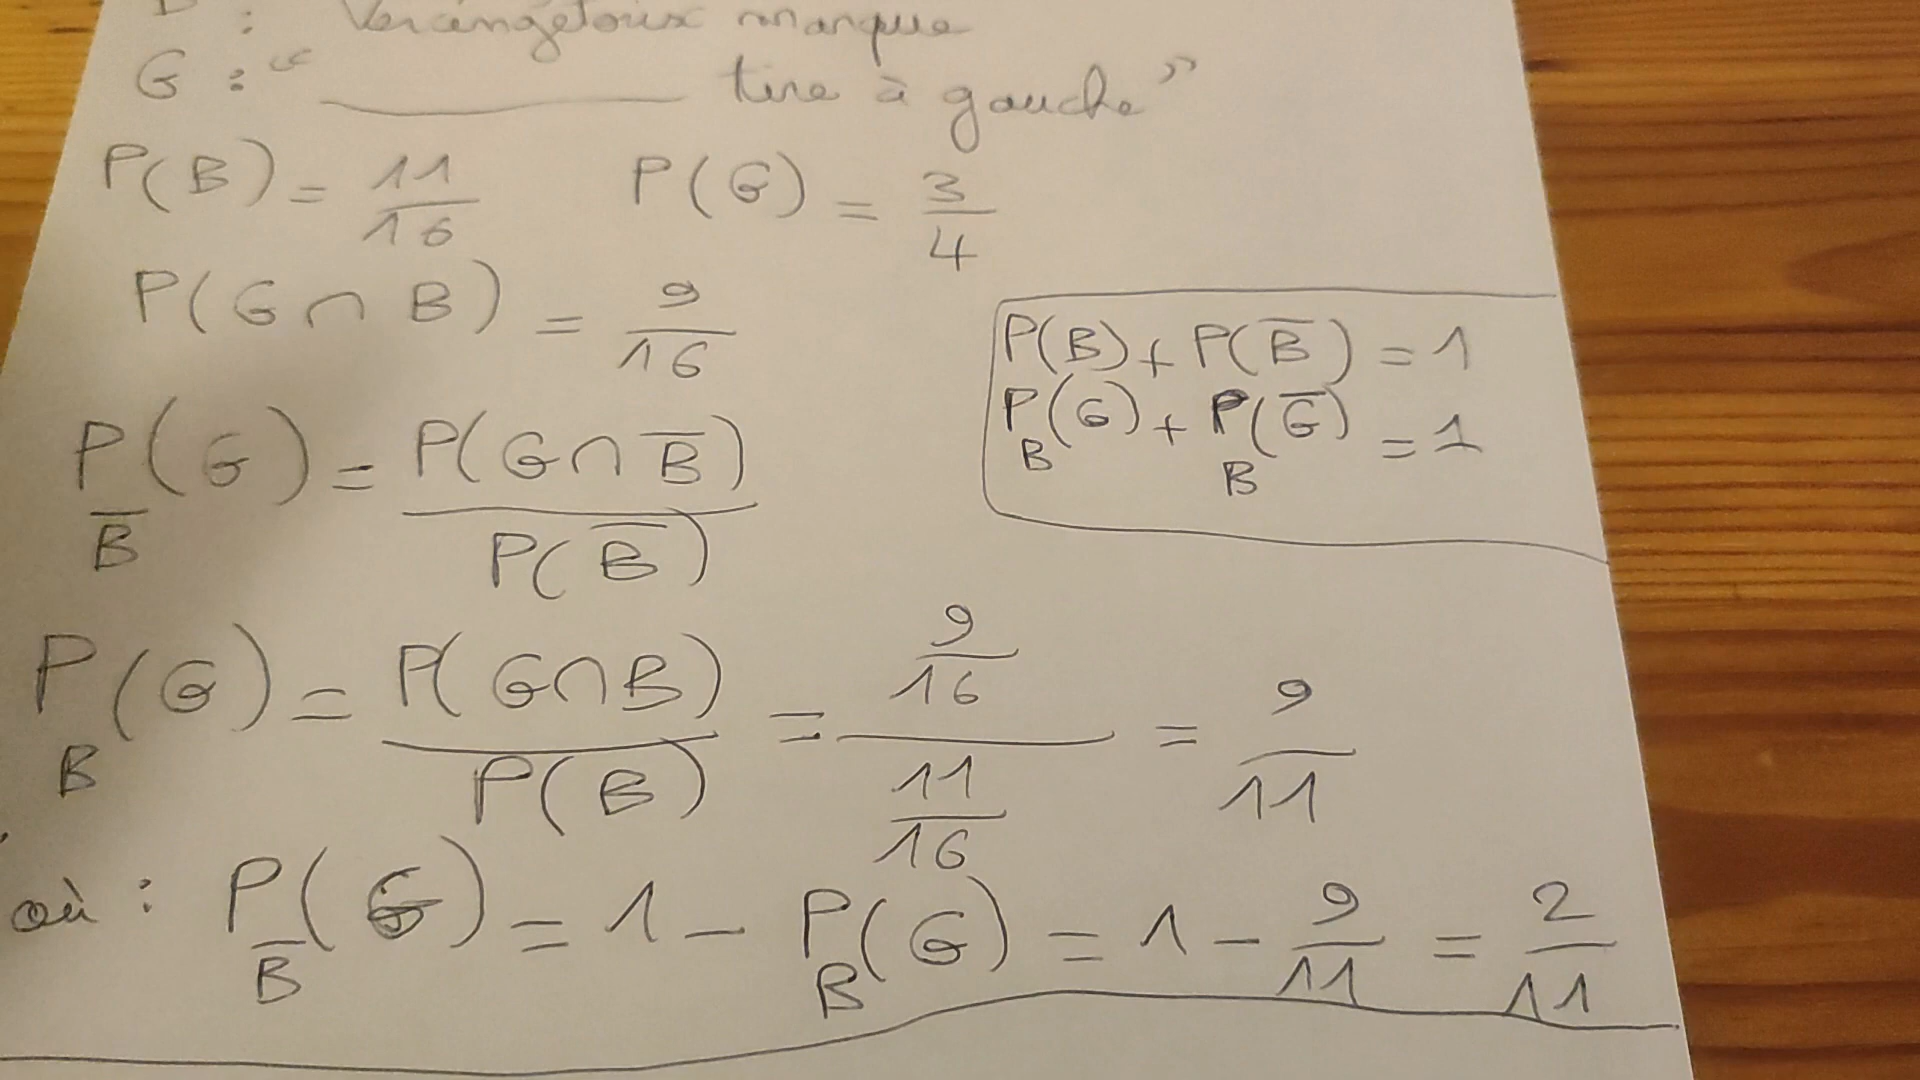 : Vercingétorix marque
G : " ______ tire à gauche "
P(B) = 11/16 P(G) = 3/4
P(G ∩ B) = 9/16
P(B) + P(B̅) = 1
P_B(G) + P_B(G̅) = 1
P_B̅(G) = P(G ∩ B̅) / P(B̅)
P_B(G) = P(G ∩ B) / P(B) = (9/16) / (11/16) = 9/11
où : P_B̅(G) = 1 - P_B(G) = 1 - 9/11 = 2/11